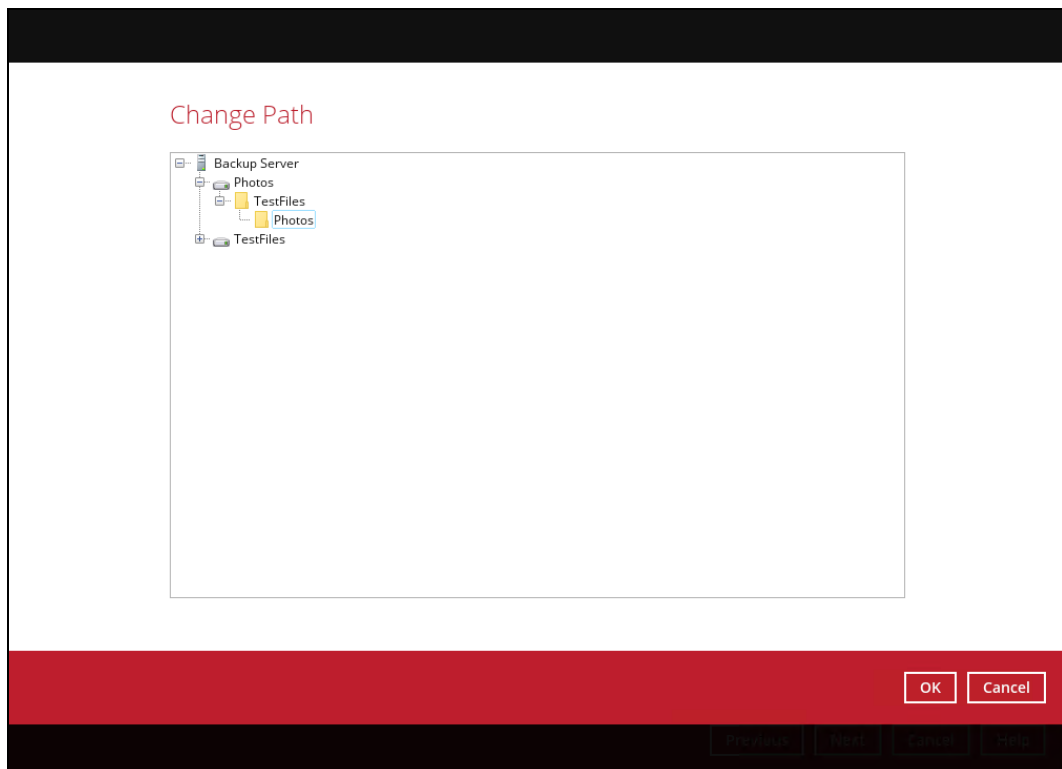 Change Path
Backup Server
Photos
TestFiles
Photos
TestFiles
OK Cancel
Previous Next Cancel Help